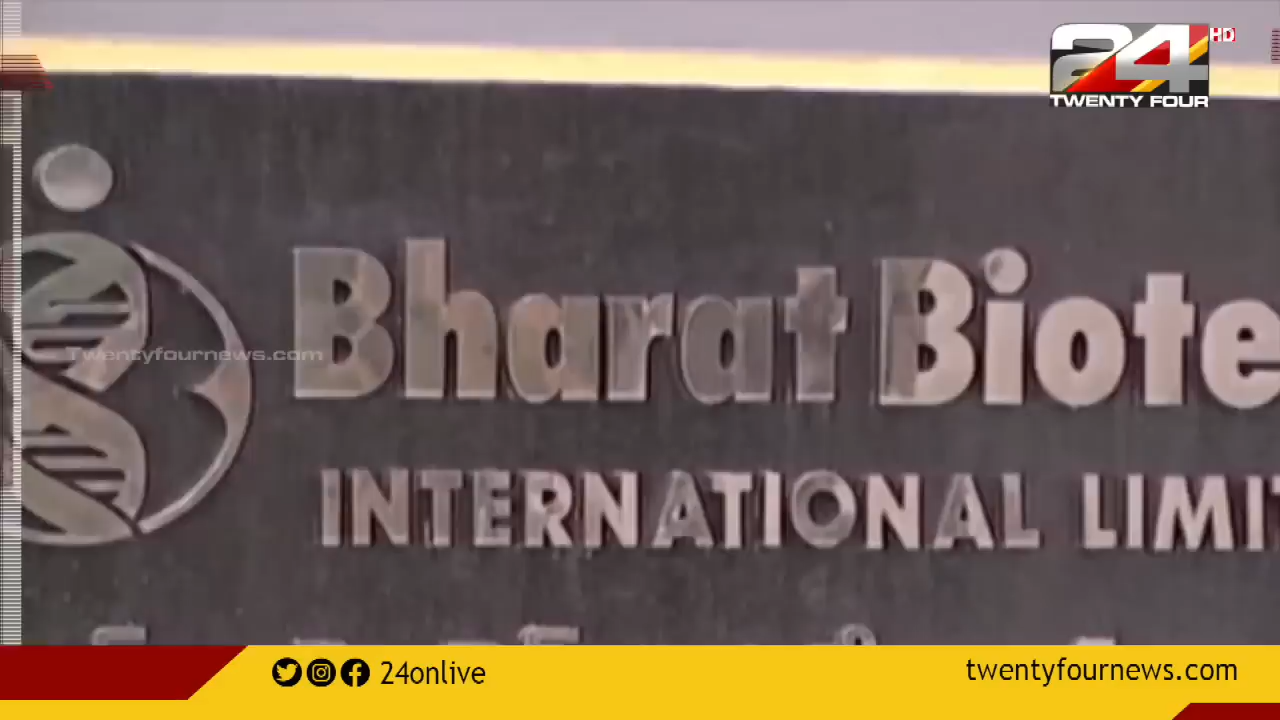 24 HD
TWENTY FOUR
Bharat Biote
INTERNATIONAL LIMIT
Twentyfournews.com
24onlive
twentyfournews.com